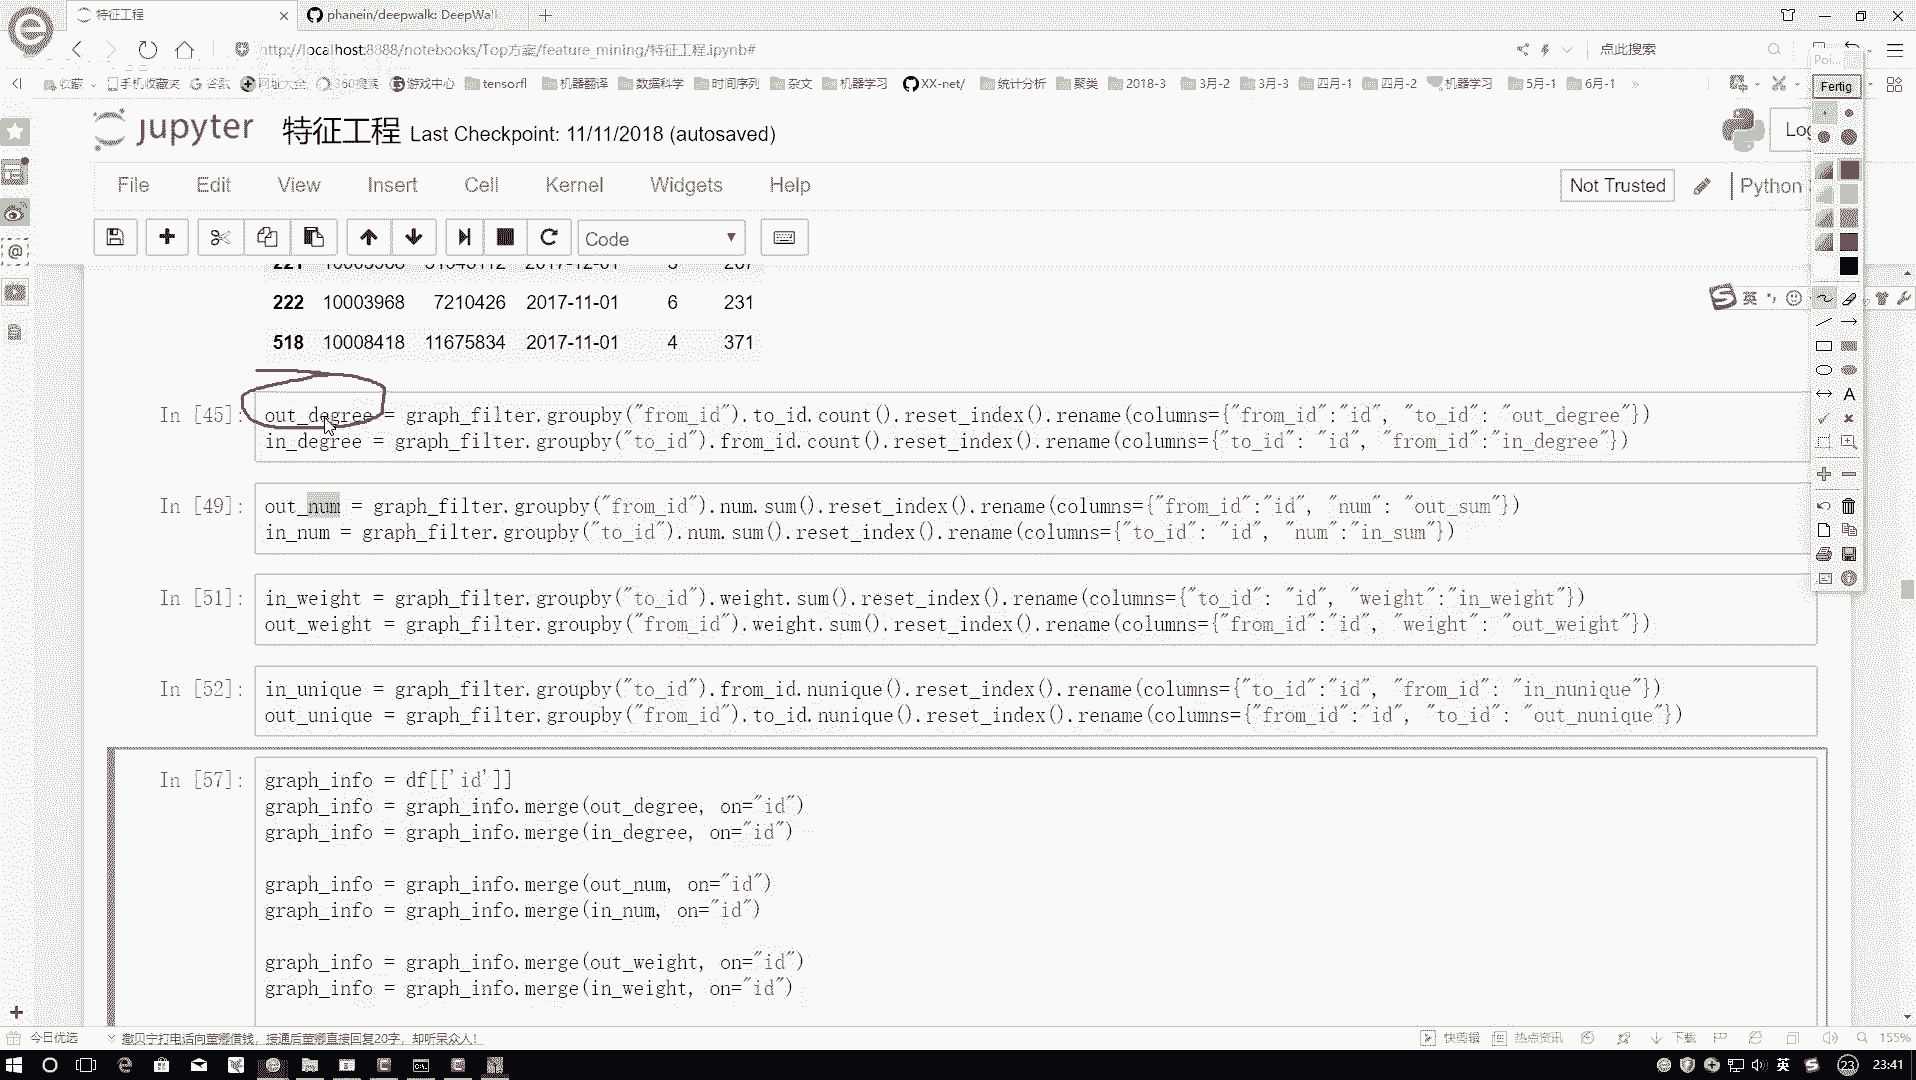 特征工程
phanein/deepwalk: DeepWalk
http://localhost:8888/notebooks/Top方案/feature_mining/特征工程.ipynb#
点此搜索
Poi...
收藏 手机收藏夹 谷歌 网址大全 360搜索 游戏中心 tensorfl 机器翻译 数据科学 时间序列 杂文 机器学习 XX-net/ 统计分析 聚类 2018-3 3月-2 3月-3 四月-1 四月-2 机器学习 5月-1 6月-1 »
Fertig
jupyter 特征工程 Last Checkpoint: 11/11/2018 (autosaved)
Log
File Edit View Insert Cell Kernel Widgets Help
Not Trusted
Python
Code
221 10003968 2017-12-01 267
222 10003968 7210426 2017-11-01 6 231
518 10008418 11675834 2017-11-01 4 371
英
In [45]: out_degree = graph_filter.groupby("from_id").to_id.count().reset_index().rename(columns={"from_id":"id", "to_id": "out_degree"})
in_degree = graph_filter.groupby("to_id").from_id.count().reset_index().rename(columns={"to_id": "id", "from_id":"in_degree"})
In [49]: out_num = graph_filter.groupby("from_id").num.sum().reset_index().rename(columns={"from_id":"id", "num": "out_sum"})
in_num = graph_filter.groupby("to_id").num.sum().reset_index().rename(columns={"to_id": "id", "num":"in_sum"})
In [51]: in_weight = graph_filter.groupby("to_id").weight.sum().reset_index().rename(columns={"to_id": "id", "weight":"in_weight"})
out_weight = graph_filter.groupby("from_id").weight.sum().reset_index().rename(columns={"from_id":"id", "weight": "out_weight"})
In [52]: in_unique = graph_filter.groupby("to_id").from_id.nunique().reset_index().rename(columns={"to_id":"id", "from_id": "in_nunique"})
out_unique = graph_filter.groupby("from_id").to_id.nunique().reset_index().rename(columns={"from_id":"id", "to_id": "out_nunique"})
In [57]: graph_info = df[['id']]
graph_info = graph_info.merge(out_degree, on="id")
graph_info = graph_info.merge(in_degree, on="id")
graph_info = graph_info.merge(out_num, on="id")
graph_info = graph_info.merge(in_num, on="id")
graph_info = graph_info.merge(out_weight, on="id")
graph_info = graph_info.merge(in_weight, on="id")
今日优选 撒贝宁打电话向董卿借钱，接通后董卿直接回复20字，却听呆众人！
快剪辑 热点资讯 下载 155%
英 23 23:41